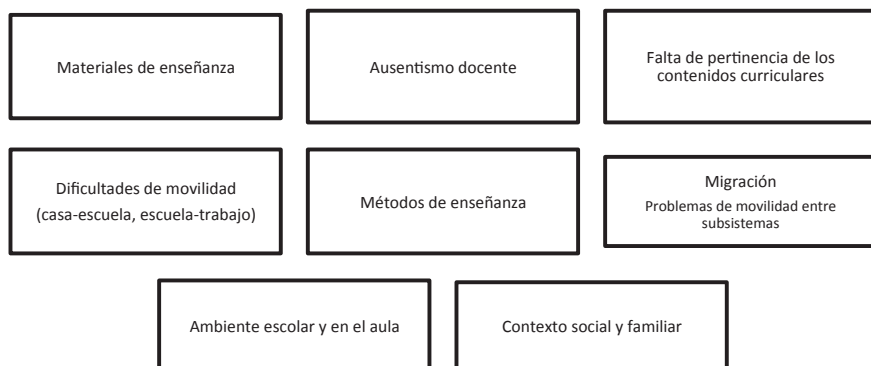 Materiales de enseñanza
Ausentismo docente
Falta de pertinencia de los
contenidos curriculares
Dificultades de movilidad
(casa-escuela, escuela-trabajo)
Métodos de enseñanza
Migración
Problemas de movilidad entre
subsistemas
Ambiente escolar y en el aula
Contexto social y familiar